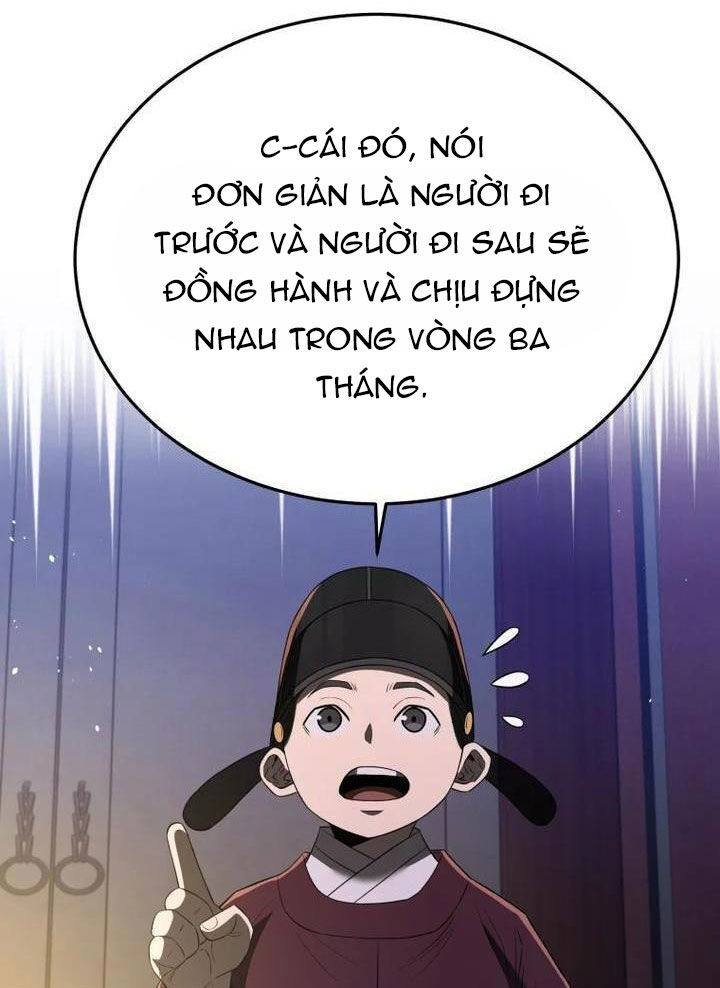 C-CÁI ĐÓ, NÓI
ĐƠN GIẢN LÀ NGƯỜI ĐI
TRƯỚC VÀ NGƯỜI ĐI SAU SẼ
ĐỒNG HÀNH VÀ CHỊU ĐỰNG
NHAU TRONG VÒNG BA
THÁNG.